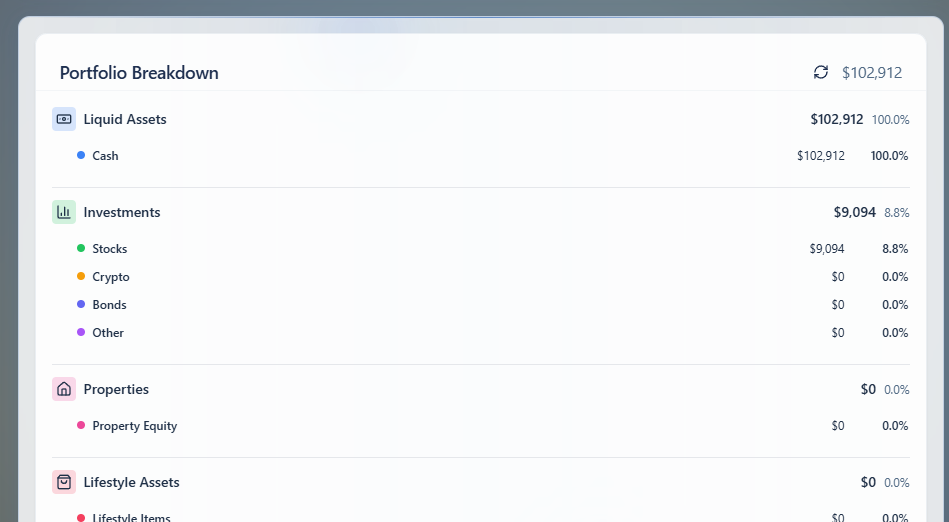 Portfolio Breakdown $102,912
Liquid Assets $102,912 100.0%
Cash $102,912 100.0%
Investments $9,094 8.8%
Stocks $9,094 8.8%
Crypto $0 0.0%
Bonds $0 0.0%
Other $0 0.0%
Properties $0 0.0%
Property Equity $0 0.0%
Lifestyle Assets $0 0.0%
Lifestyle Items $0 0.0%